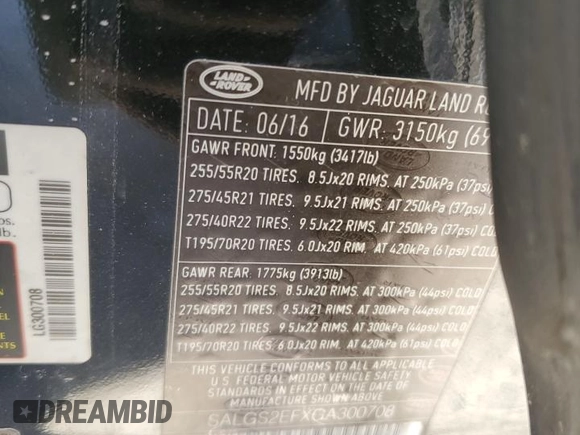 LAND ROVER
MFD BY JAGUAR LAND
DATE: 06/16 GWR: 3150kg
GAWR FRONT: 1550kg (3417lb)
255/55R20 TIRES. 8.5Jx20 RIMS. AT 250kPa (37psi)
275/45R21 TIRES. 9.5Jx21 RIMS. AT 250kPa (37psi)
275/40R22 TIRES. 9.5Jx22 RIMS. AT 250kPa (37psi) CO
T195/70R20 TIRES. 6.0Jx20 RIM. AT 420kPa (61psi) COLD
GAWR REAR: 1775kg (3913lb)
255/55R20 TIRES. 8.5Jx20 RIMS. AT 300kPa (44psi) COLD
275/45R21 TIRES. 9.5Jx21 RIMS. AT 300kPa (44psi) COLD
275/40R22 TIRES. 9.5Jx22 RIMS. AT 300kPa (44psi) COLD
T195/70R20 TIRES. 6.0Jx20 RIM. AT 420kPa (61psi) COLD
THIS VEHICLE CONFORMS TO ALL APPLICABLE
U.S FEDERAL MOTOR VEHICLE SAFETY
STANDARDS IN EFFECT ON THE
SALGS2EFXGA300708
lb.
LG300708
DREAMBID